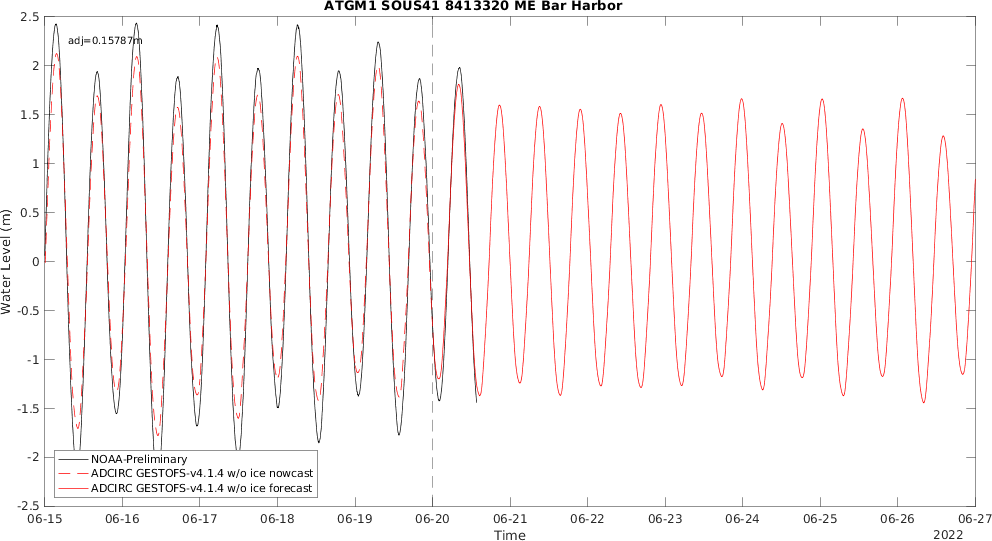 ATGM1 SOUS41 8413320 ME Bar Harbor
adj=0.15787m
2.5
2
1.5
1
0.5
0
-0.5
-1
-1.5
-2
-2.5
Water Level (m)
NOAA-Preliminary
ADCIRC GESTOFS-v4.1.4 w/o ice nowcast
ADCIRC GESTOFS-v4.1.4 w/o ice forecast
06-15 06-16 06-17 06-18 06-19 06-20 06-21 06-22 06-23 06-24 06-25 06-26 06-27
Time
2022